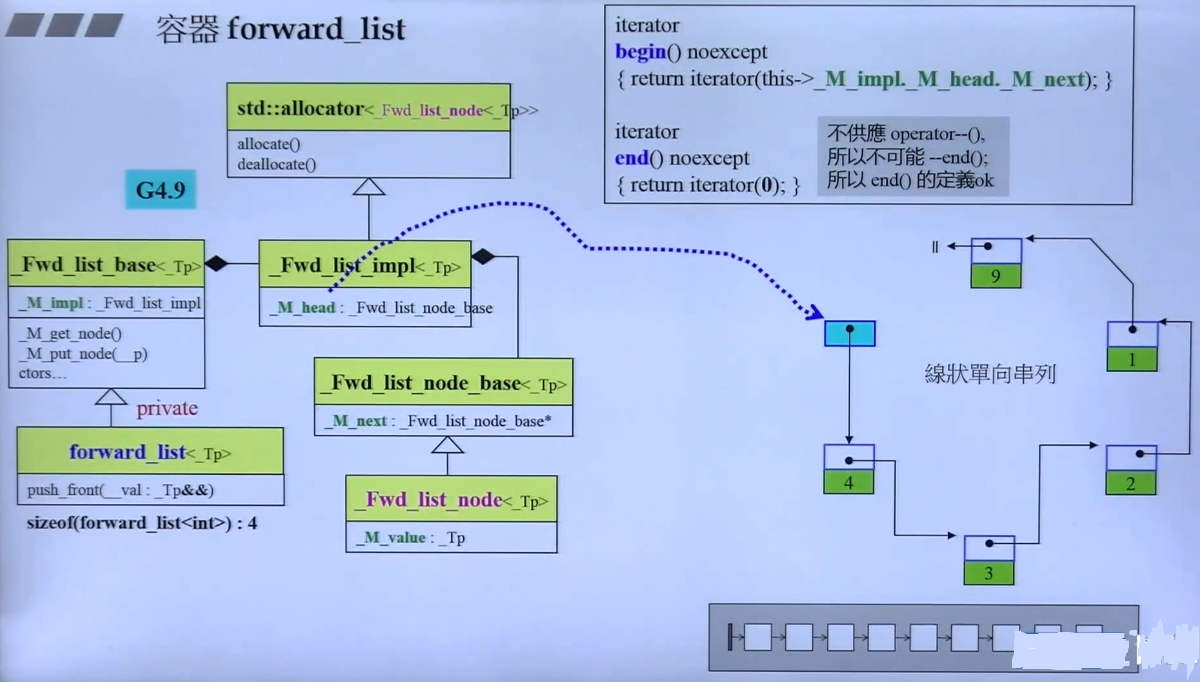 容器 forward_list
iterator
begin() noexcept
{ return iterator(this->_M_impl._M_head._M_next); }
iterator
end() noexcept
{ return iterator(0); }
不供應 operator--(),
所以不可能 --end();
所以 end() 的定義ok
G4.9
std::allocator<_Fwd_list_node<_Tp>>
allocate()
deallocate()
_Fwd_list_base<_Tp>
_M_impl : _Fwd_list_impl
_M_get_node()
_M_put_node(__p)
ctors…
_Fwd_list_impl<_Tp>
_M_head : _Fwd_list_node_base
_Fwd_list_node_base<_Tp>
_M_next : _Fwd_list_node_base*
_Fwd_list_node<_Tp>
_M_value : _Tp
private
forward_list<_Tp>
push_front(__val : _Tp&&)
sizeof(forward_list<int>) : 4
線狀單向串列
9
1
4
2
3